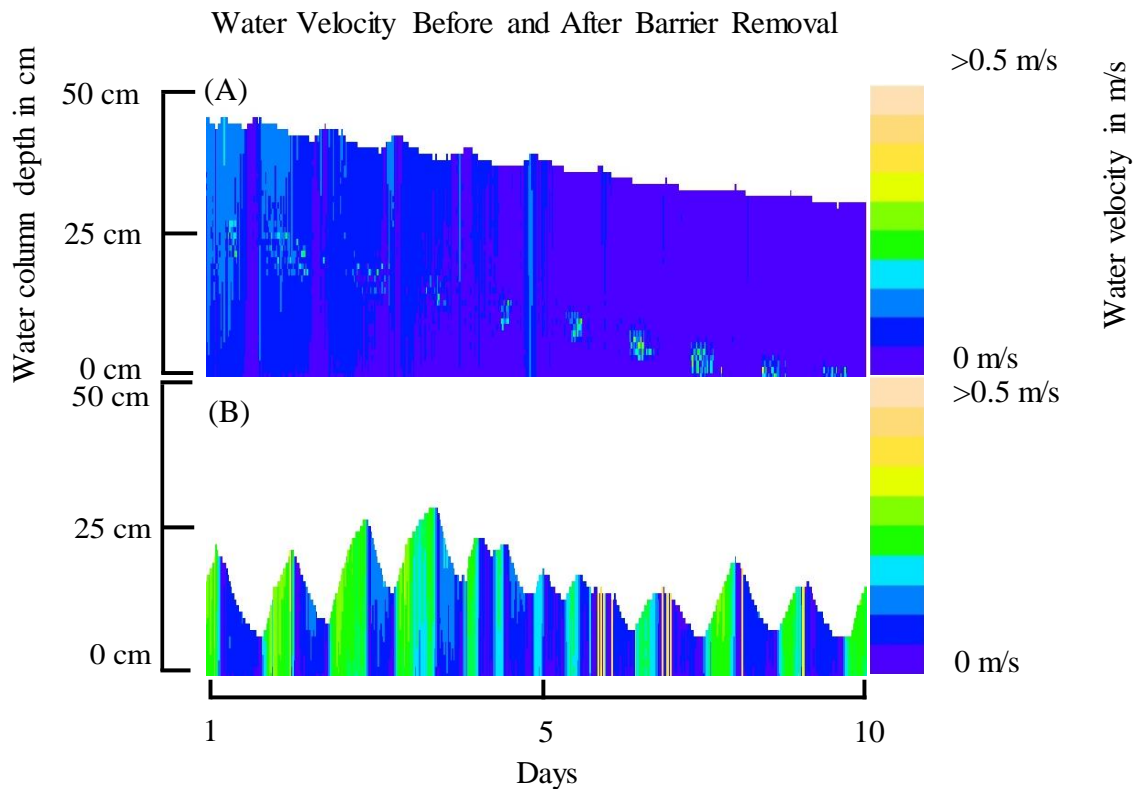 Water Velocity Before and After Barrier Removal
>0.5 m/s
50 cm
(A)
25 cm
0 cm
0 m/s
50 cm
(B)
>0.5 m/s
25 cm
0 cm
0 m/s
1
5
10
Days
Water column depth in cm
Water velocity in m/s